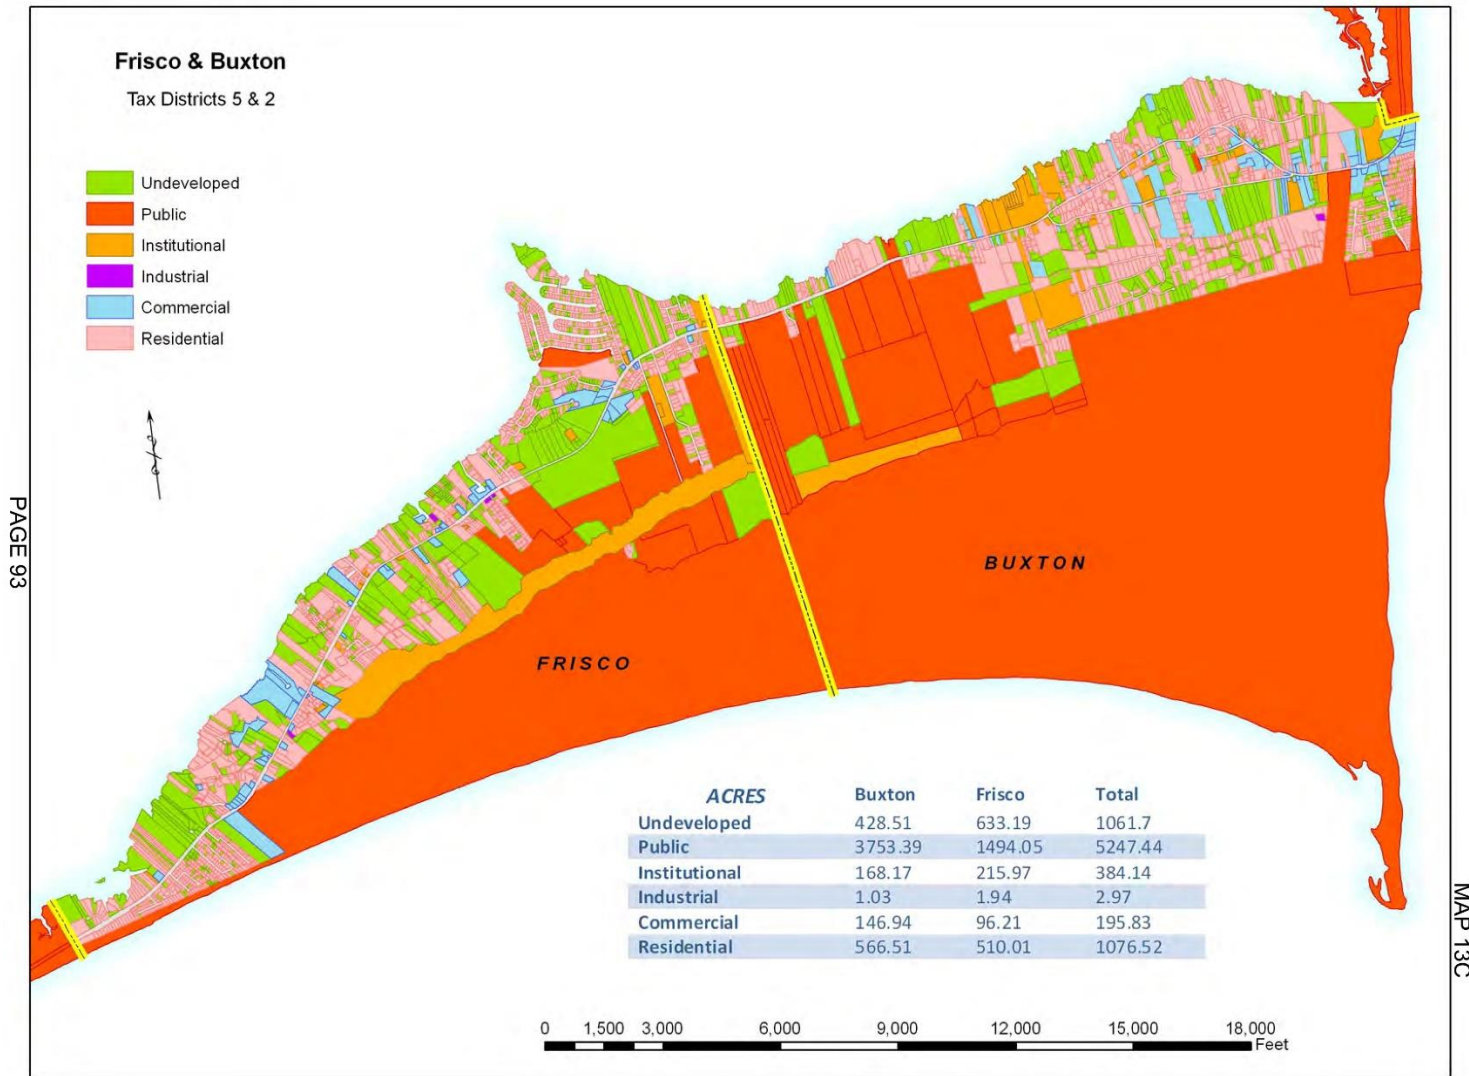 Frisco & Buxton
Tax Districts 5 & 2
Undeveloped
Public
Institutional
Industrial
Commercial
Residential
PAGE 93
BUXTON
FRISCO
ACRES Buxton Frisco Total
Undeveloped 428.51 633.19 1061.7
Public 3753.39 1494.05 5247.44
Institutional 168.17 215.97 384.14
Industrial 1.03 1.94 2.97
Commercial 146.94 96.21 195.83
Residential 566.51 510.01 1076.52
MAP 13C
0 1,500 3,000 6,000 9,000 12,000 15,000 18,000
Feet